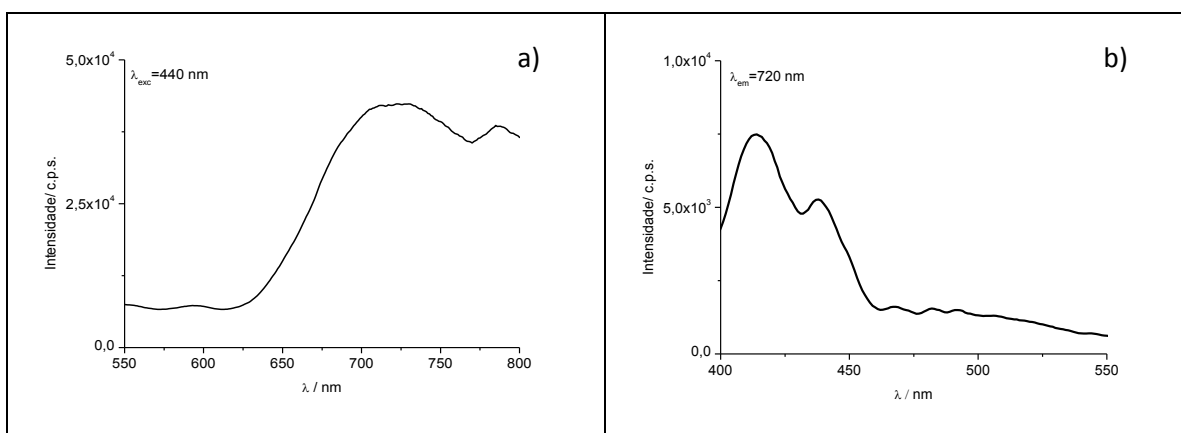 a)
λexc=440 nm
5,0x10⁴
2,5x10⁴
0,0
Intensidade/ c.p.s.
550 600 650 700 750 800
λ / nm
b)
λem=720 nm
1,0x10⁴
5,0x10³
0,0
Intensidade/ c.p.s.
400 450 500 550
λ / nm